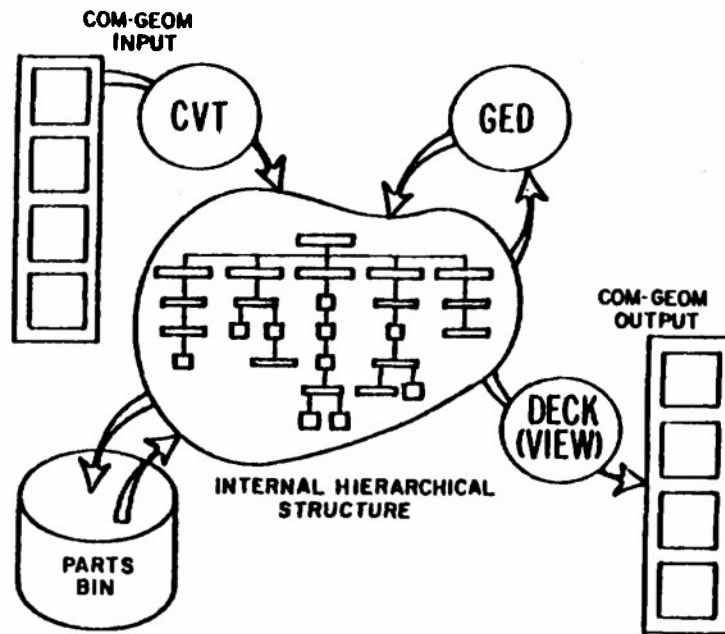 COM-GEOM
INPUT
CVT
GED
COM-GEOM
OUTPUT
DECK
(VIEW)
INTERNAL HIERARCHICAL
STRUCTURE
PARTS
BIN